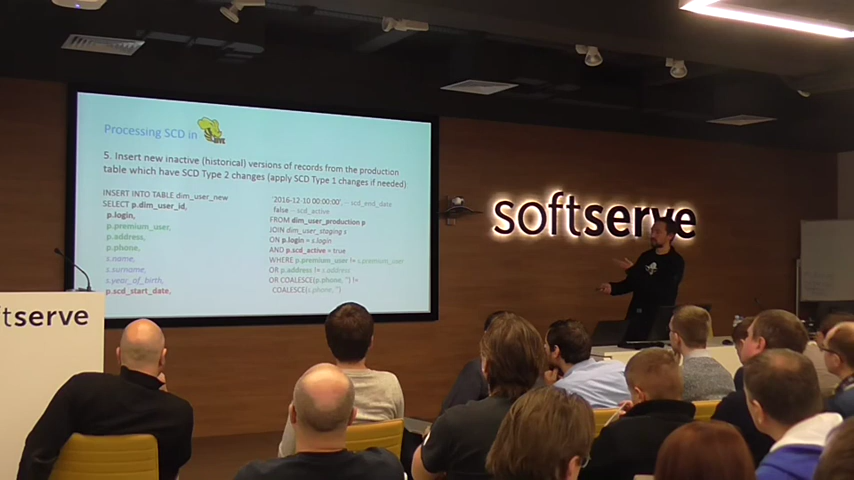 Processing SCD in
5. Insert new inactive (historical) versions of records from the production
table which have SCD Type 2 changes (apply SCD Type 1 changes if needed)
INSERT INTO TABLE dim_user_new
SELECT p.dim_user_id,
p.login,
p.premium_user,
p.address,
p.phone,
s.name,
s.surname,
s.year_of_birth,
p.scd_start_date,
'2016-12-10 00:00:00', -- scd_end_date
false -- scd_active
FROM dim_user_production p
JOIN dim_user_staging s
ON p.login = s.login
AND p.scd_active = true
WHERE p.premium_user != s.premium_user
OR p.address != s.address
OR COALESCE(p.phone, '') !=
COALESCE(s.phone, '')
softserve
ftserve